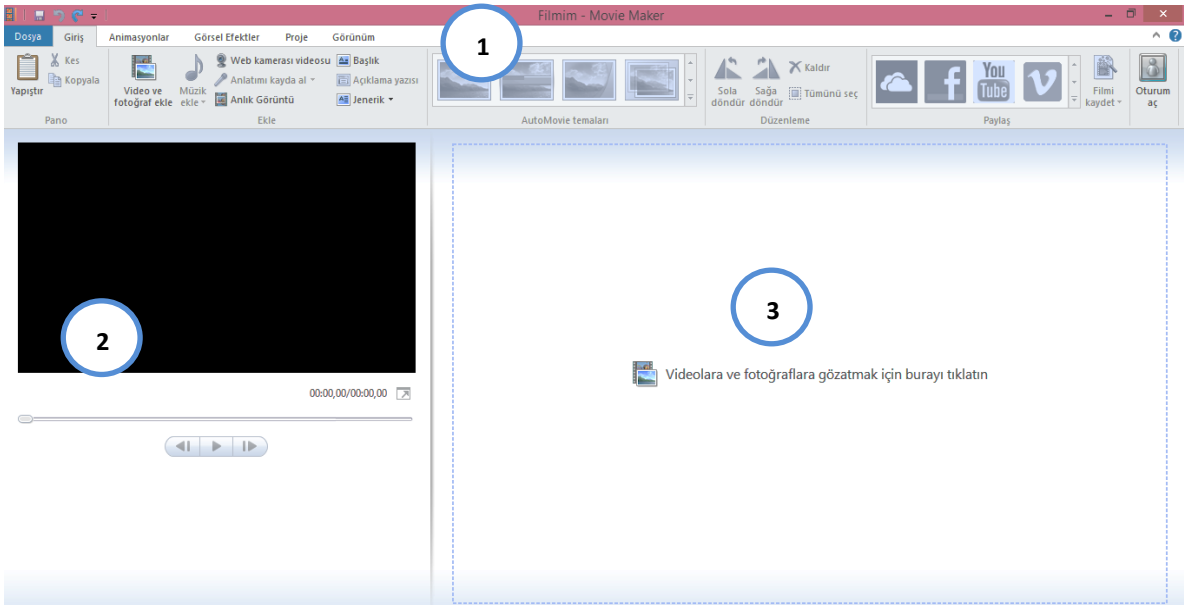 Filmim - Movie Maker
Dosya Giriş Animasyonlar Görsel Efektler Proje Görünüm
1
Yapıştır
Kes
Kopyala
Pano
Video ve fotoğraf ekle
Müzik ekle
Web kamerası videosu
Anlatımı kayda al
Anlık Görüntü
Başlık
Açıklama yazısı
Jenerik
Ekle
AutoMovie temaları
Sola döndür
Sağa döndür
Kaldır
Tümünü seç
Düzenleme
f
You Tube
V
Paylaş
Filmi kaydet
Oturum aç
2
00:00,00/00:00,00
3
Videolara ve fotoğraflara gözatmak için burayı tıklatın